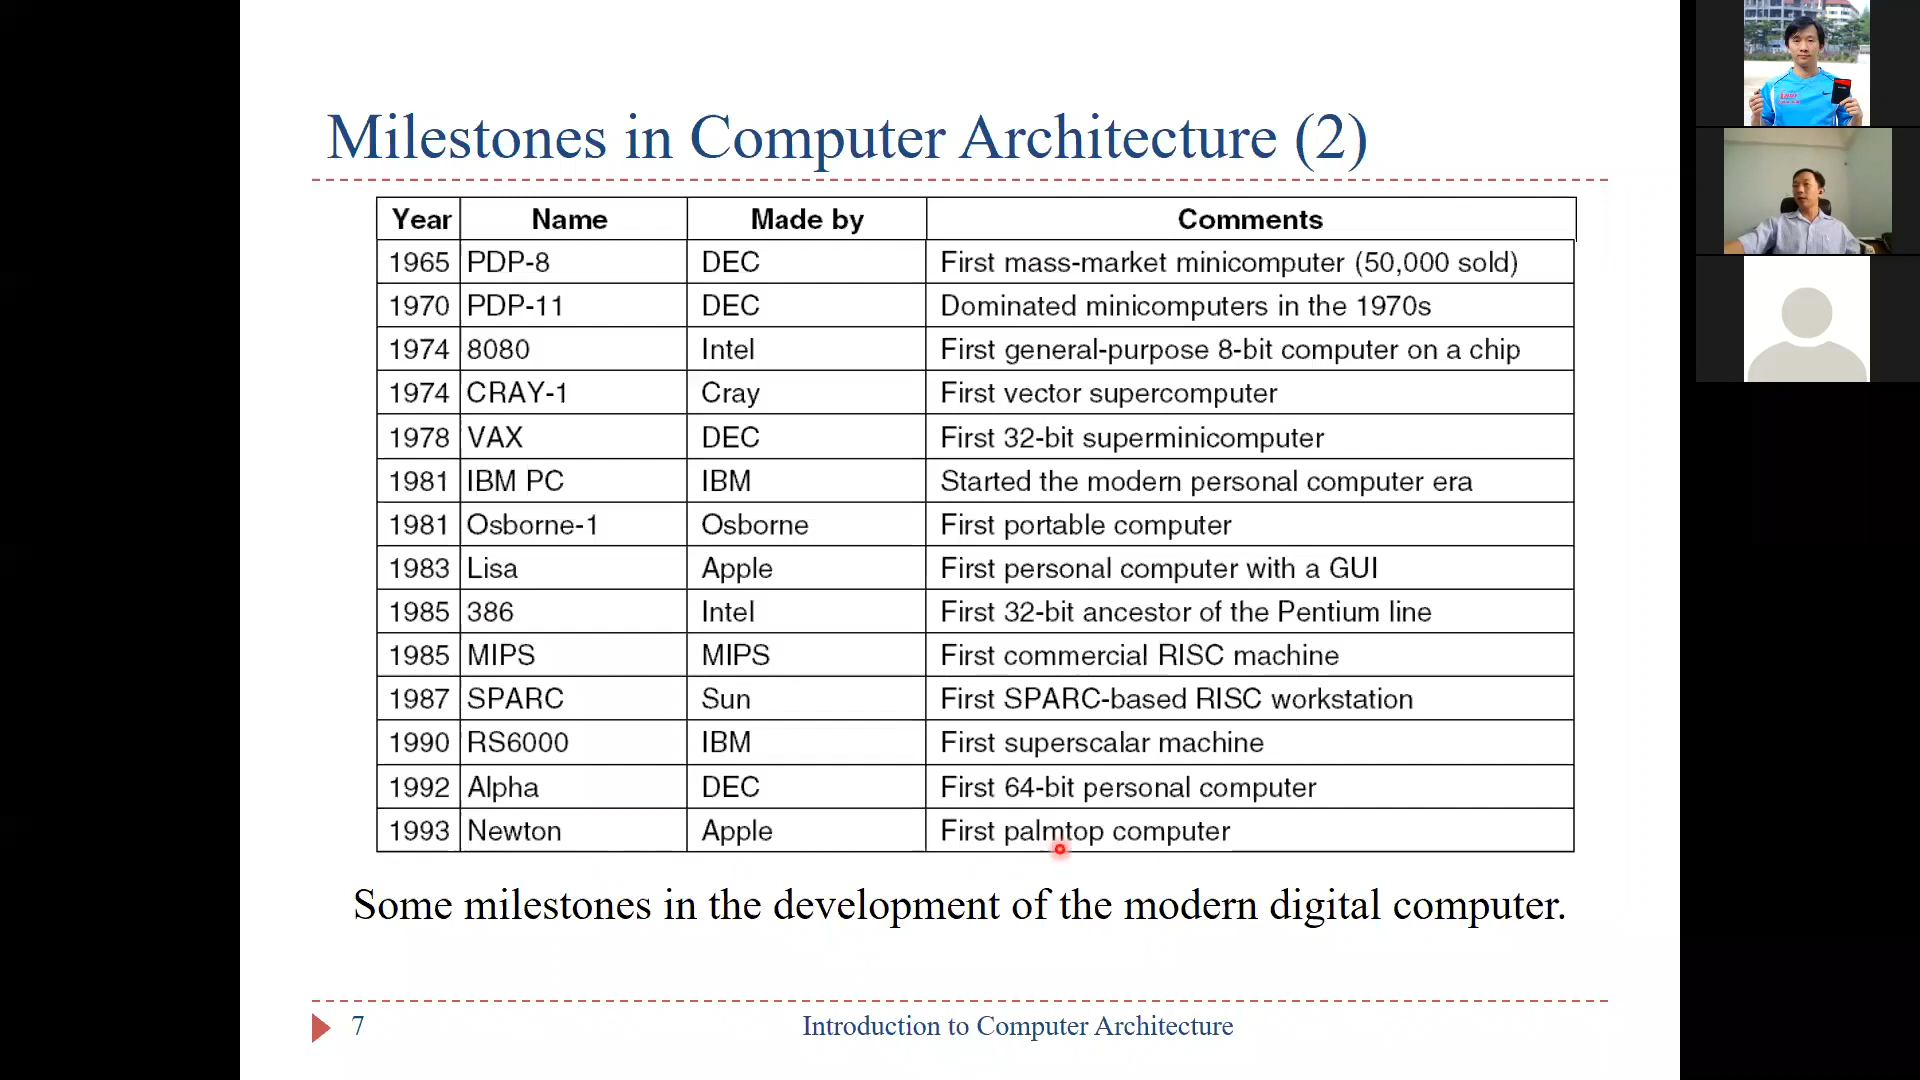 Milestones in Computer Architecture (2)
Year Name Made by Comments
1965 PDP-8 DEC First mass-market minicomputer (50,000 sold)
1970 PDP-11 DEC Dominated minicomputers in the 1970s
1974 8080 Intel First general-purpose 8-bit computer on a chip
1974 CRAY-1 Cray First vector supercomputer
1978 VAX DEC First 32-bit superminicomputer
1981 IBM PC IBM Started the modern personal computer era
1981 Osborne-1 Osborne First portable computer
1983 Lisa Apple First personal computer with a GUI
1985 386 Intel First 32-bit ancestor of the Pentium line
1985 MIPS MIPS First commercial RISC machine
1987 SPARC Sun First SPARC-based RISC workstation
1990 RS6000 IBM First superscalar machine
1992 Alpha DEC First 64-bit personal computer
1993 Newton Apple First palmtop computer
Some milestones in the development of the modern digital computer.
7 Introduction to Computer Architecture